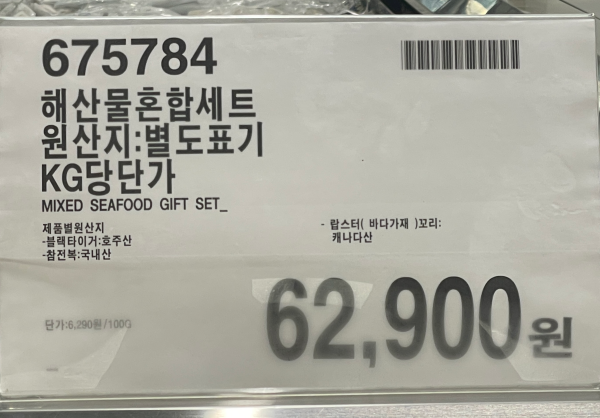 675784
해산물혼합세트
원산지:별도표기
KG당단가
MIXED SEAFOOD GIFT SET_
제품별원산지
-블랙타이거:호주산
-참전복:국내산
- 랍스터( 바다가재 )꼬리:
캐나다산
단가:6,290원/100G
62,900원